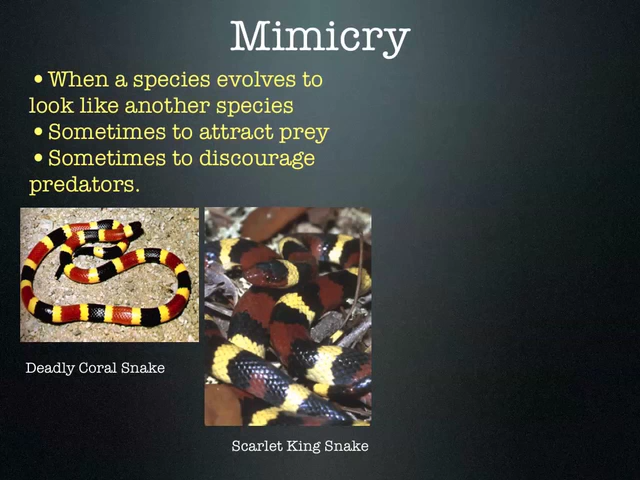 Mimicry
•When a species evolves to
look like another species
•Sometimes to attract prey
•Sometimes to discourage
predators.
Deadly Coral Snake
Scarlet King Snake